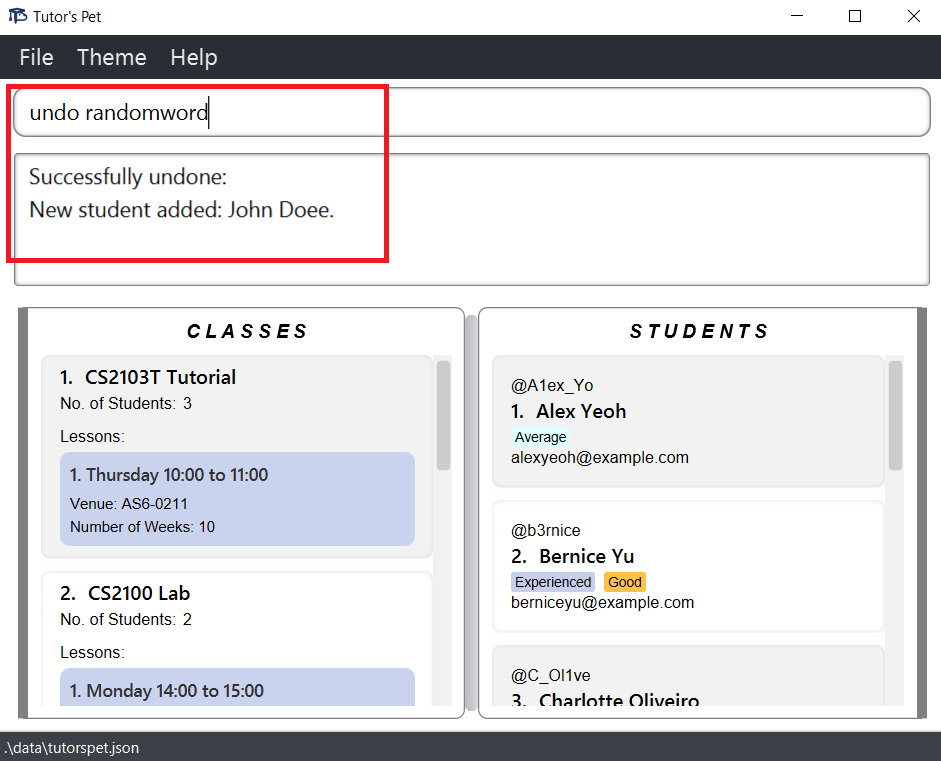 Tutor's Pet
File Theme Help
undo randomword
Successfully undone:
New student added: John Doee.
CLASSES
1. CS2103T Tutorial
No. of Students: 3
Lessons:
1. Thursday 10:00 to 11:00
Venue: AS6-0211
Number of Weeks: 10
2. CS2100 Lab
No. of Students: 2
Lessons:
1. Monday 14:00 to 15:00
STUDENTS
@A1ex_Yo
1. Alex Yeoh
Average
alexyeoh@example.com
@b3rnice
2. Bernice Yu
Experienced Good
berniceyu@example.com
@C_Ol1ve
3. Charlotte Oliveiro
.\data\tutorspet.json